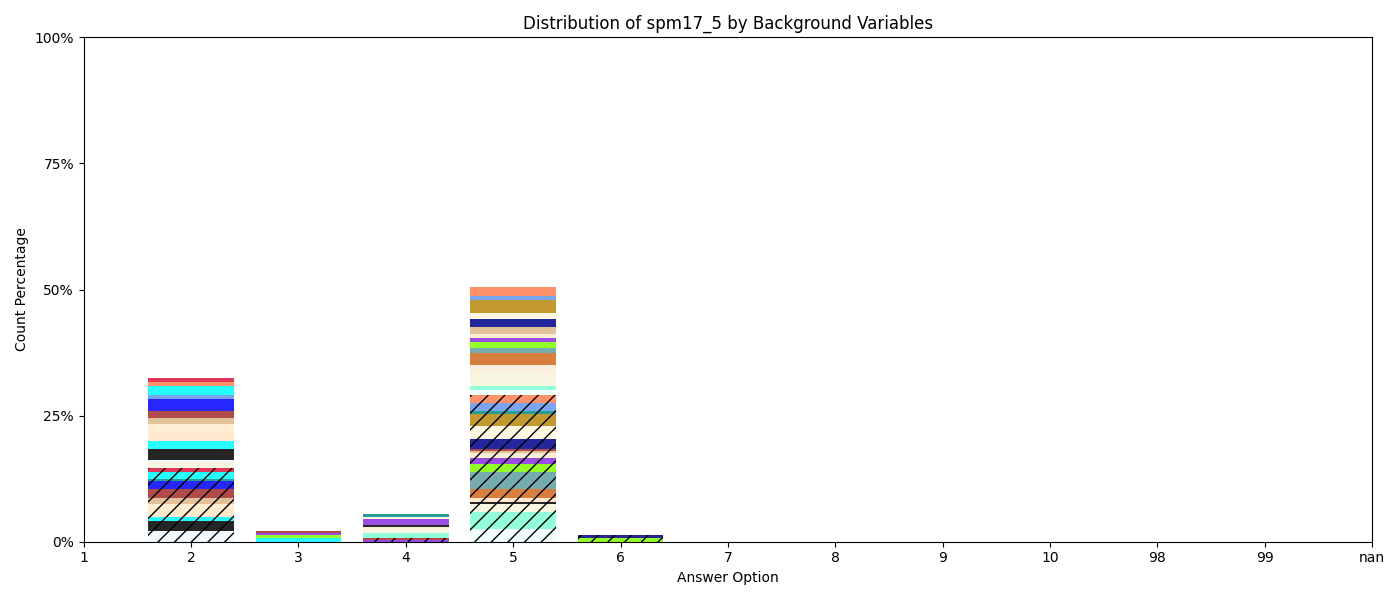 Distribution of spm17_5 by Background Variables
100%
75%
50%
25%
0%
Count Percentage
1 2 3 4 5 6 7 8 9 10 98 99 nan
Answer Option